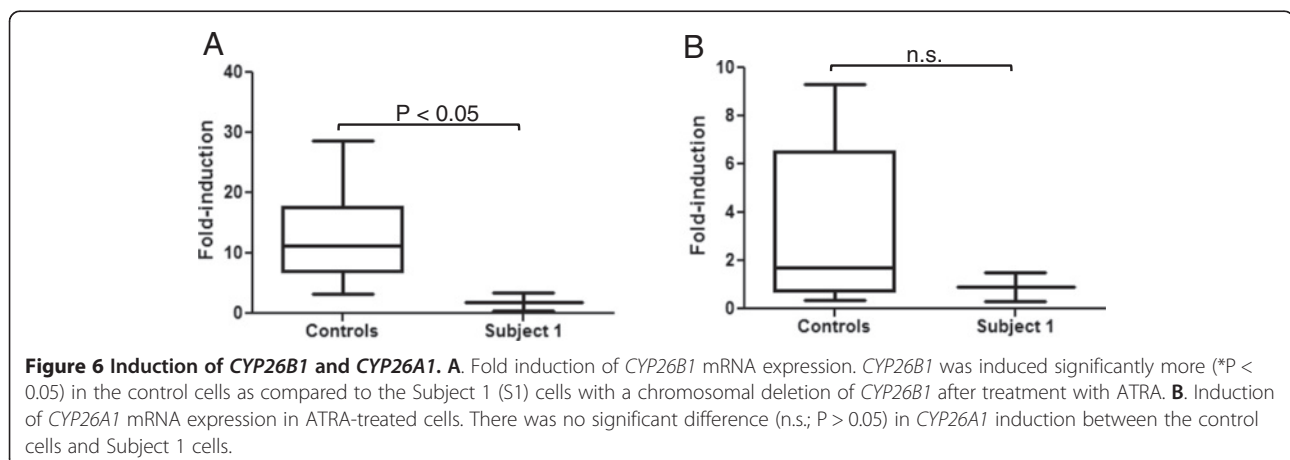 A
40
30
20
10
0
Fold-induction
P < 0.05
Controls
Subject 1
B
10
8
6
4
2
0
Fold-induction
n.s.
Controls
Subject 1
Figure 6 Induction of CYP26B1 and CYP26A1. A. Fold induction of CYP26B1 mRNA expression. CYP26B1 was induced significantly more (*P <
0.05) in the control cells as compared to the Subject 1 (S1) cells with a chromosomal deletion of CYP26B1 after treatment with ATRA. B. Induction
of CYP26A1 mRNA expression in ATRA-treated cells. There was no significant difference (n.s.; P > 0.05) in CYP26A1 induction between the control
cells and Subject 1 cells.